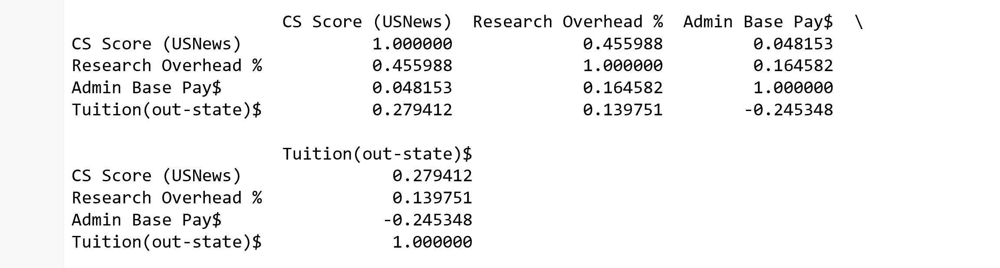 CS Score (USNews)  Research Overhead %  Admin Base Pay$  \
CS Score (USNews)  1.000000  0.455988  0.048153
Research Overhead %  0.455988  1.000000  0.164582
Admin Base Pay$  0.048153  0.164582  1.000000
Tuition(out-state)$  0.279412  0.139751  -0.245348
Tuition(out-state)$
CS Score (USNews)  0.279412
Research Overhead %  0.139751
Admin Base Pay$  -0.245348
Tuition(out-state)$  1.000000